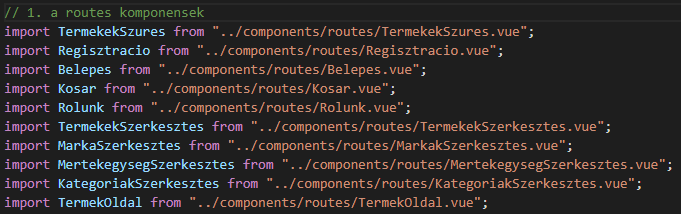 // 1. a routes komponensek
import TermekekSzures from "../components/routes/TermekekSzures.vue";
import Regisztracio from "../components/routes/Regisztracio.vue";
import Belepes from "../components/routes/Belepes.vue";
import Kosar from "../components/routes/Kosar.vue";
import Rolunk from "../components/routes/Rolunk.vue";
import TermekekSzerkesztes from "../components/routes/TermekekSzerkesztes.vue";
import MarkaSzerkesztes from "../components/routes/MarkakSzerkesztes.vue";
import MertekegysegSzerkesztes from "../components/routes/MertekegysegSzerkesztes.vue";
import KategoriakSzerkesztes from "../components/routes/KategoriakSzerkesztes.vue";
import TermekOldal from "../components/routes/TermekOldal.vue";